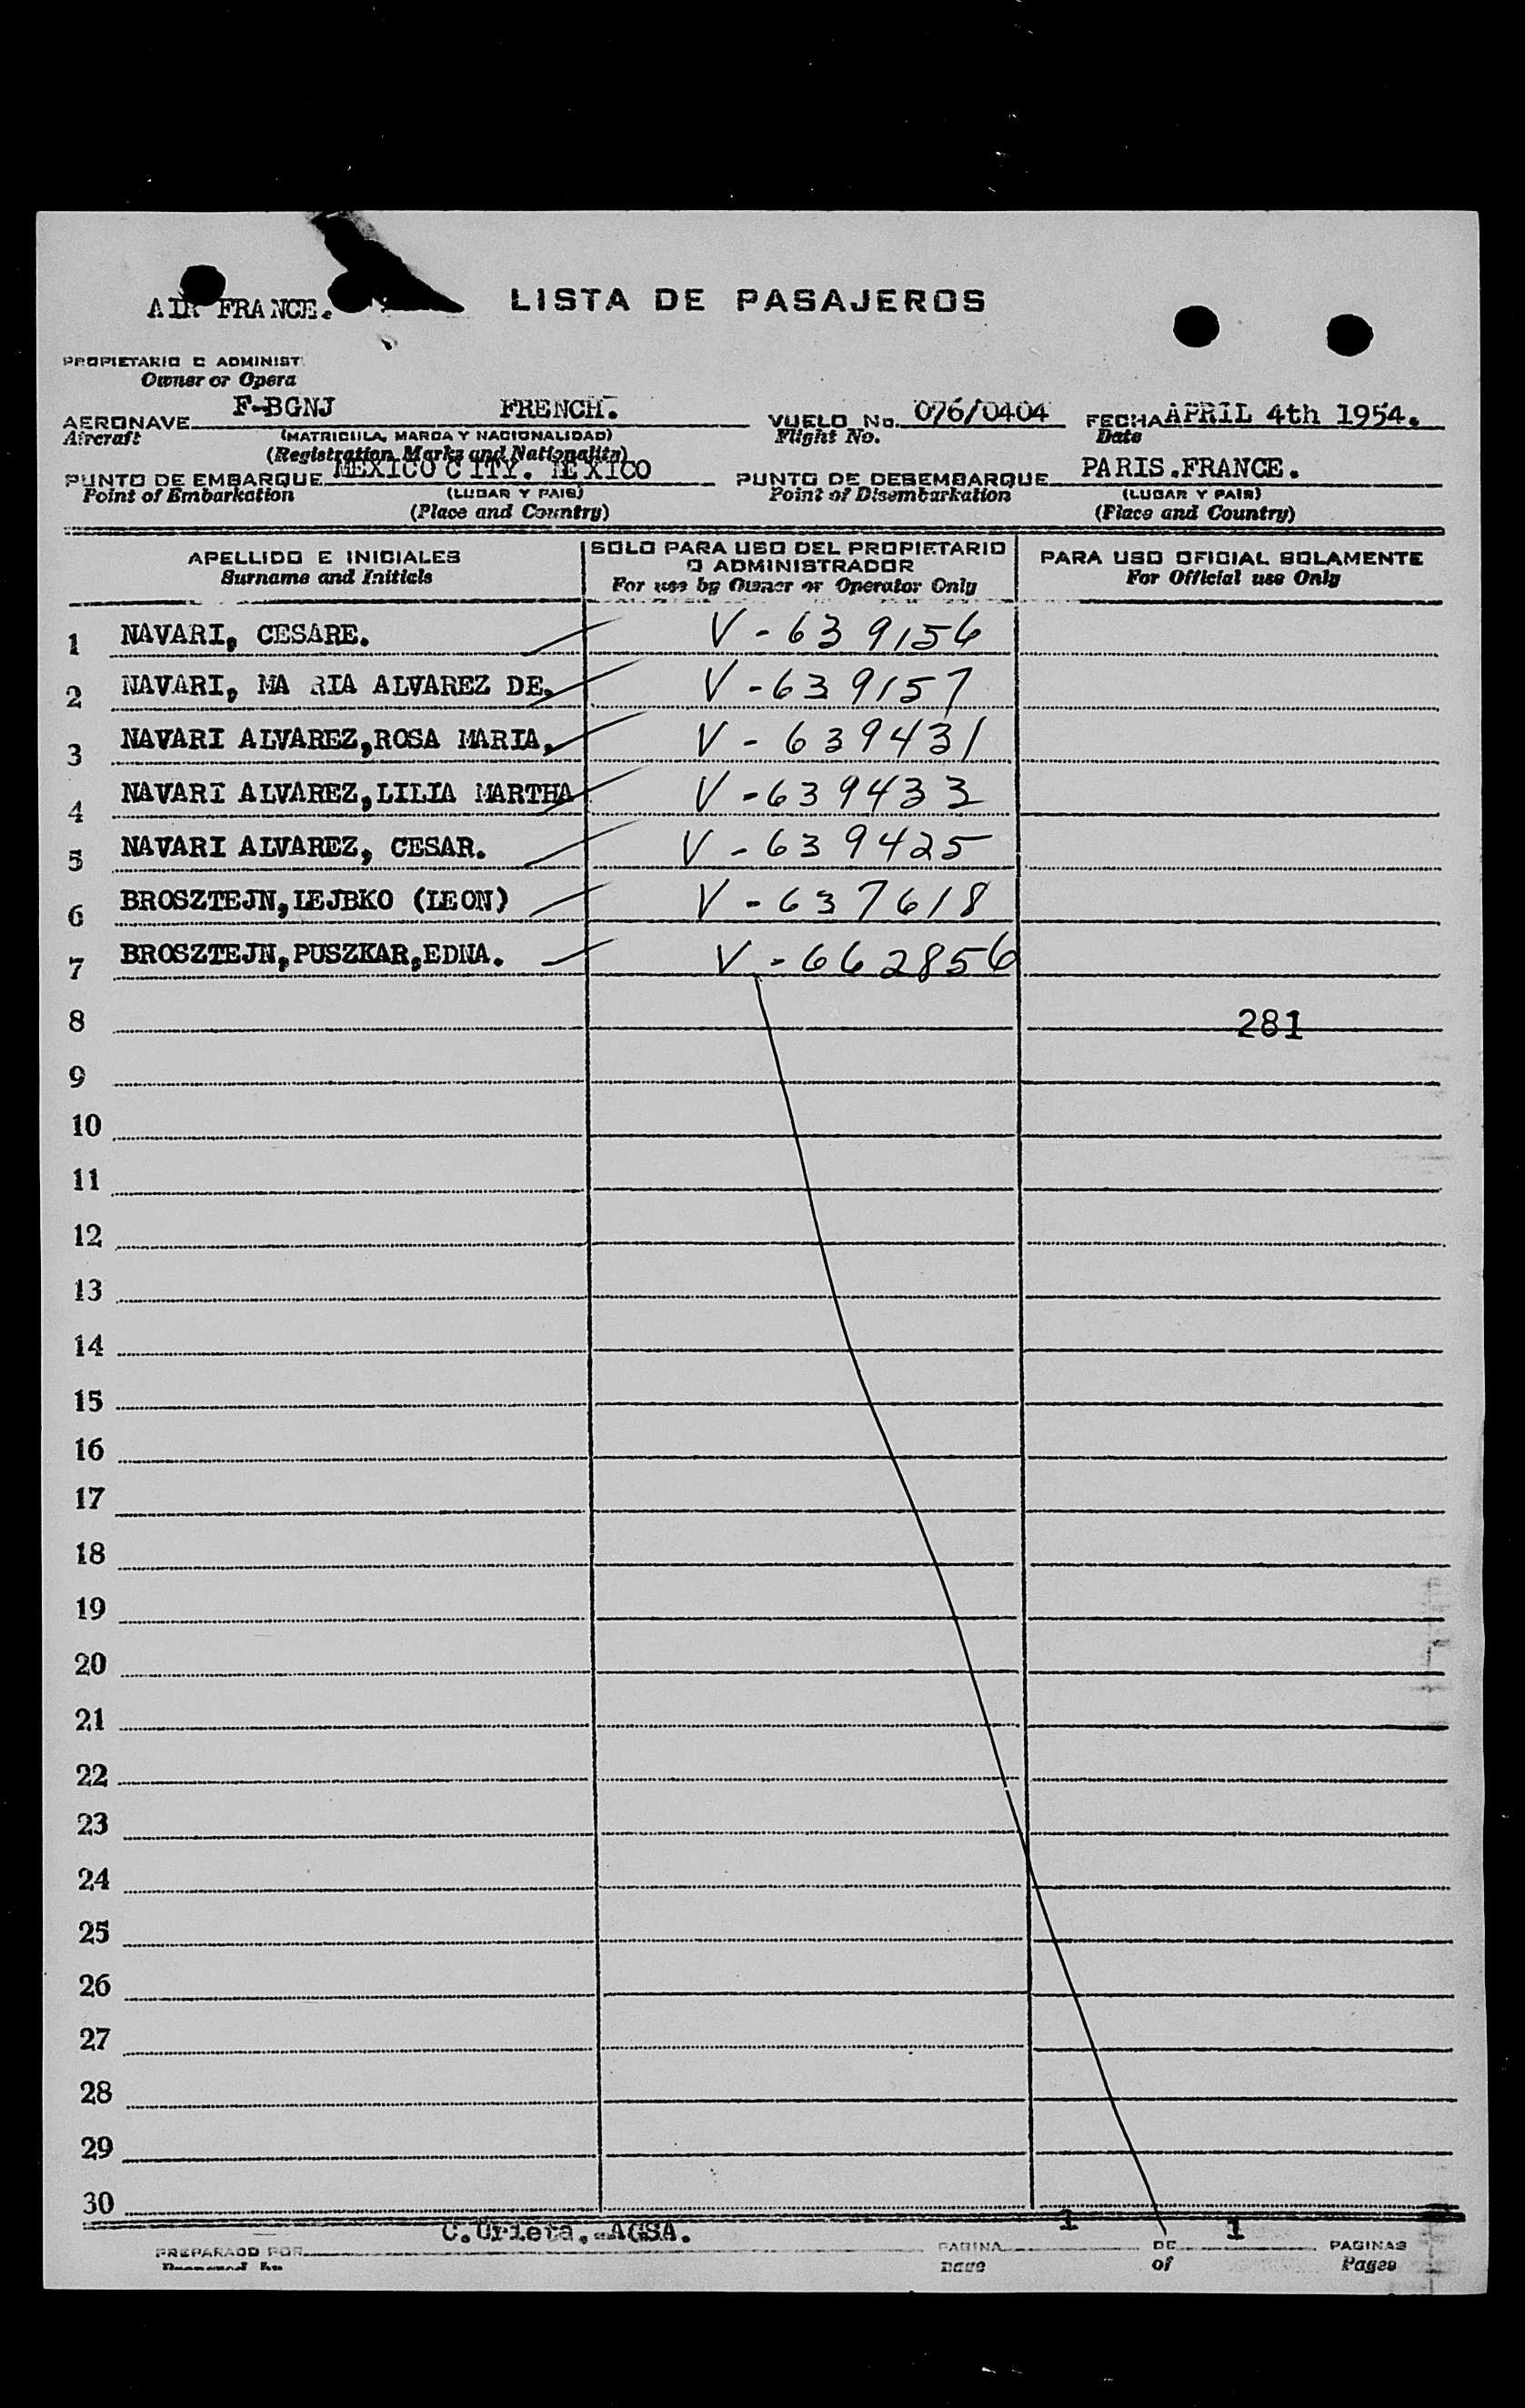 AIR FRANCE. LISTA DE PASAJEROS
PROPIETARIO O ADMINIST
Owner or Opera
AERONAVE F-BGNJ FRENCH. VUELO No. 076/0404 FECHA APRIL 4th 1954.
Aircraft (MATRICULA, MARCA Y NACIONALIDAD) Flight No. Date
(Registration Marks and Nationality)
PUNTO DE EMBARQUE MEXICO C ITY. ME XICO PUNTO DE DESEMBARQUE PARIS.FRANCE.
Point of Embarkation (LUGAR Y PAIS) Point of Disembarkation (LUGAR Y PAIS)
(Place and Country) (Place and Country)
APELLIDO E INICIALES SOLO PARA USO DEL PROPIETARIO PARA USO OFICIAL SOLAMENTE
Surname and Initials O ADMINISTRADOR For Official use Only
For use by Owner or Operator Only
1 NAVARI, CESARE. V-639156
2 NAVARI, MA RIA ALVAREZ DE. V-639157
3 NAVARI ALVAREZ,ROSA MARIA. V-639431
4 NAVARI ALVAREZ,LILIA MARTHA V-639433
5 NAVARI ALVAREZ, CESAR. V-639425
6 BROSZTEJN,LEJBKO (LEON) V-637618
7 BROSZTEJN,PUSZKAR,EDNA. V-662856
8 281
9
10
11
12
13
14
15
16
17
18
19
20
21
22
23
24
25
26
27
28
29
30
PREPARADO POR C.Urieta.-AGSA. PAGINA 1 DE 1 PAGINAS
Prepared by page of Pages